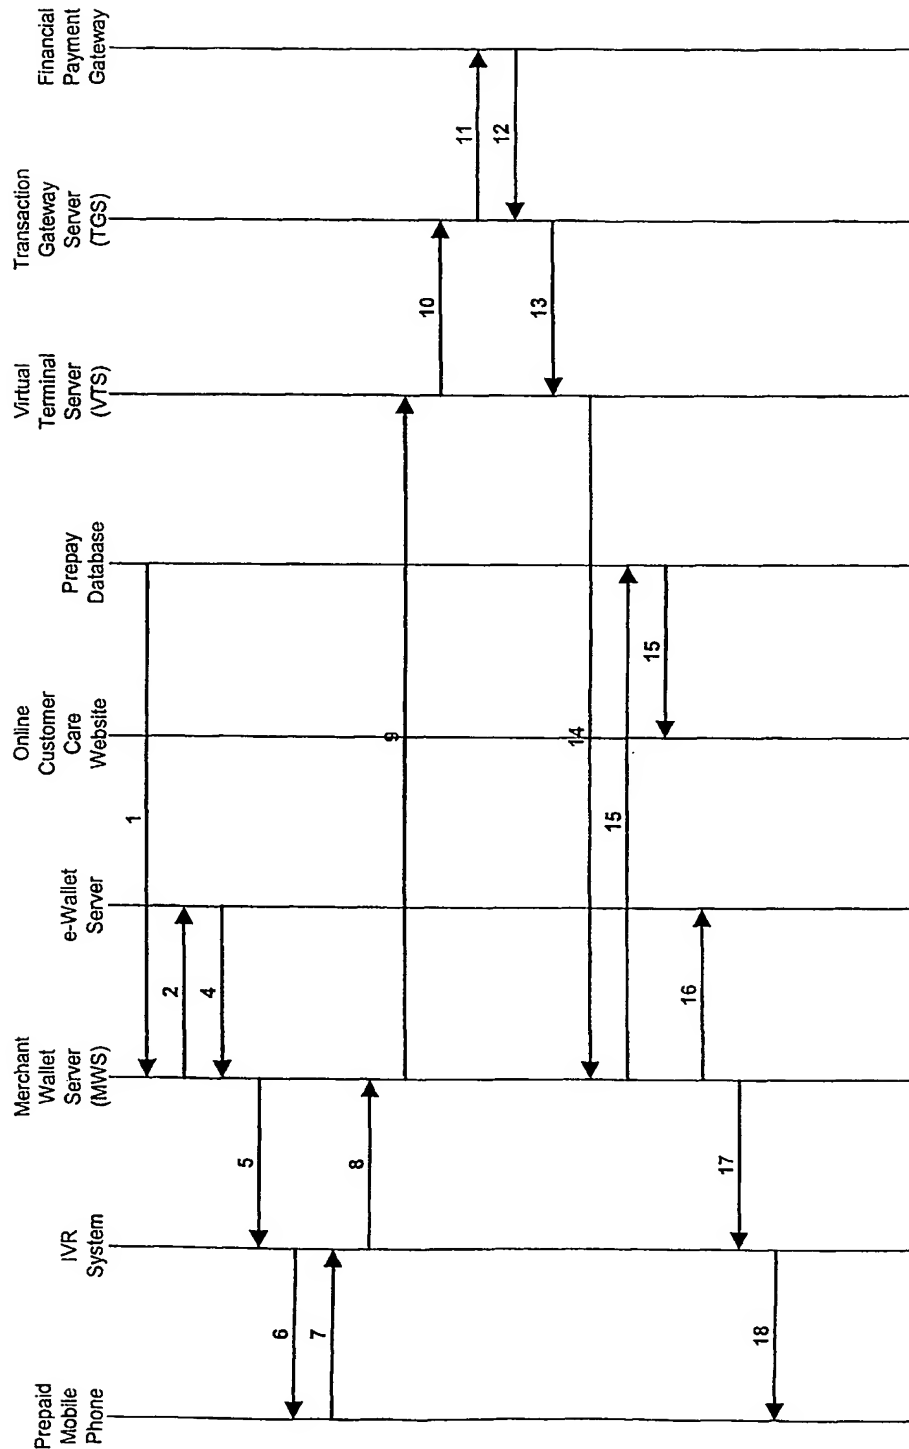 Prepaid
Mobile
Phone
IVR
System
Merchant
Wallet
Server
(MWS)
e-Wallet
Server
Online
Customer
Care
Website
Prepay
Database
Virtual
Terminal
Server
(VTS)
Transaction
Gateway
Server
(TGS)
Financial
Payment
Gateway
1
2
4
5
6
7
8
9
10
11
12
13
14
15
15
16
17
18